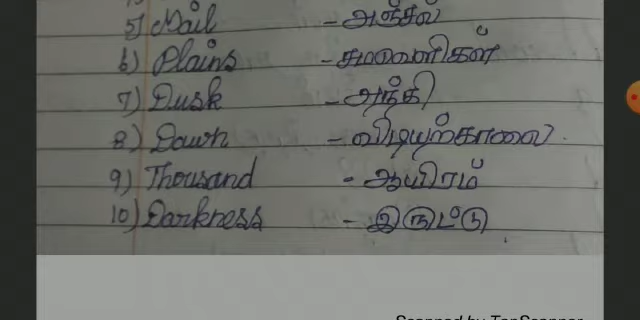 5) Mail - அஞ்சல்
6) Plains - சமவெளிகள்
7) Dusk - அந்தி
8) Dawn - விடியற்காலை.
9) Thousand - ஆயிரம்
10) Darkness - இருட்டு